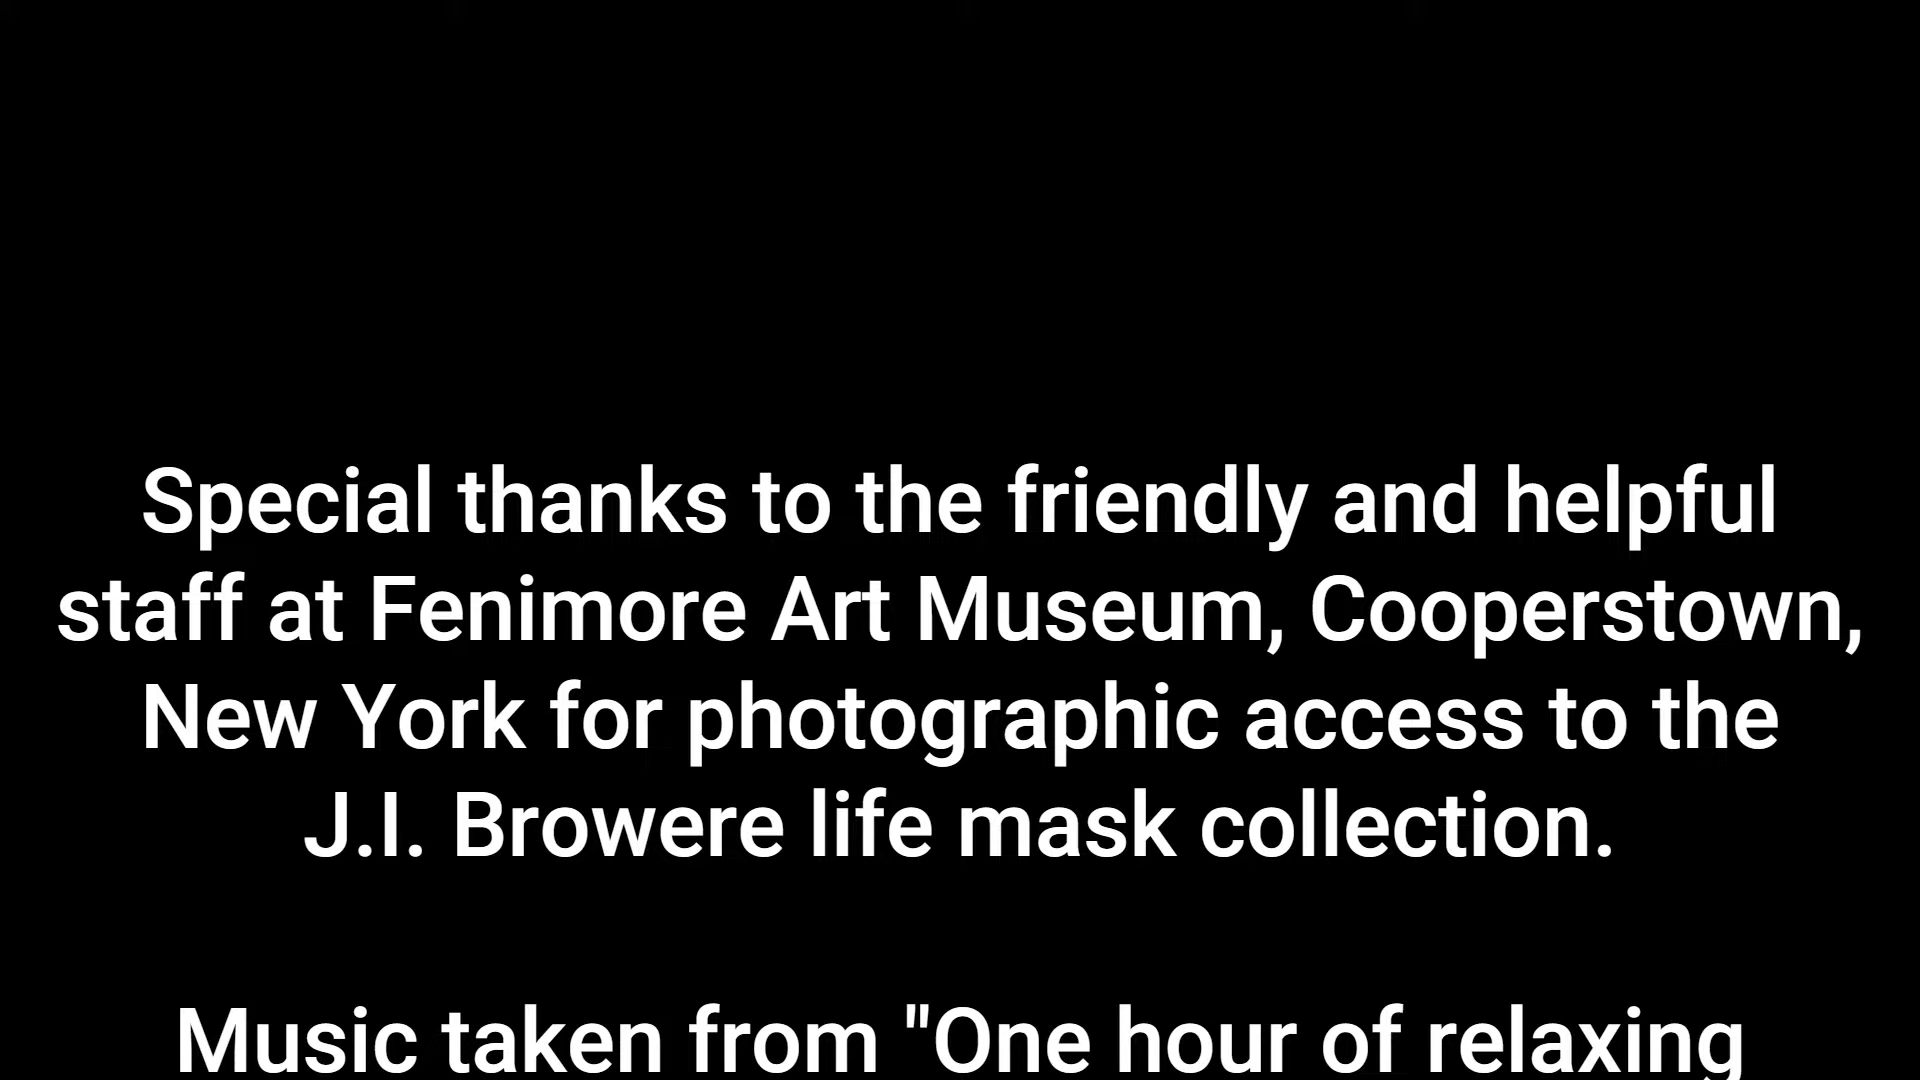 Special thanks to the friendly and helpful
staff at Fenimore Art Museum, Cooperstown,
New York for photographic access to the
J.I. Browere life mask collection.
Music taken from "One hour of relaxing